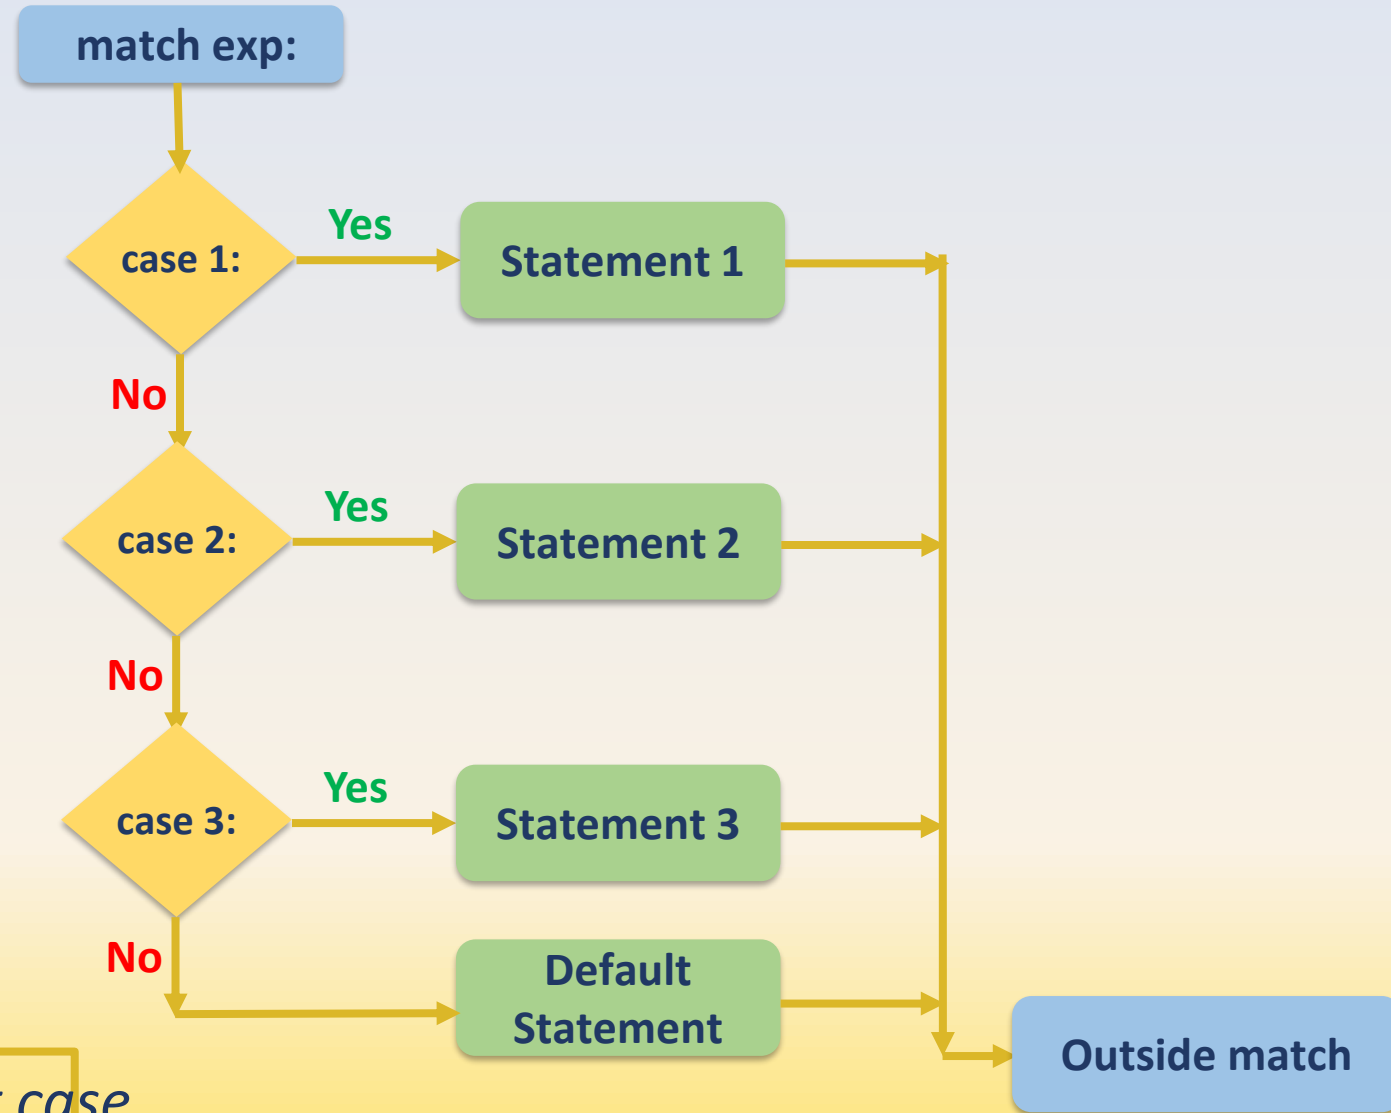 match exp:
case 1:
Yes
Statement 1
No
case 2:
Yes
Statement 2
No
case 3:
Yes
Statement 3
No
Default
Statement
Outside match
case